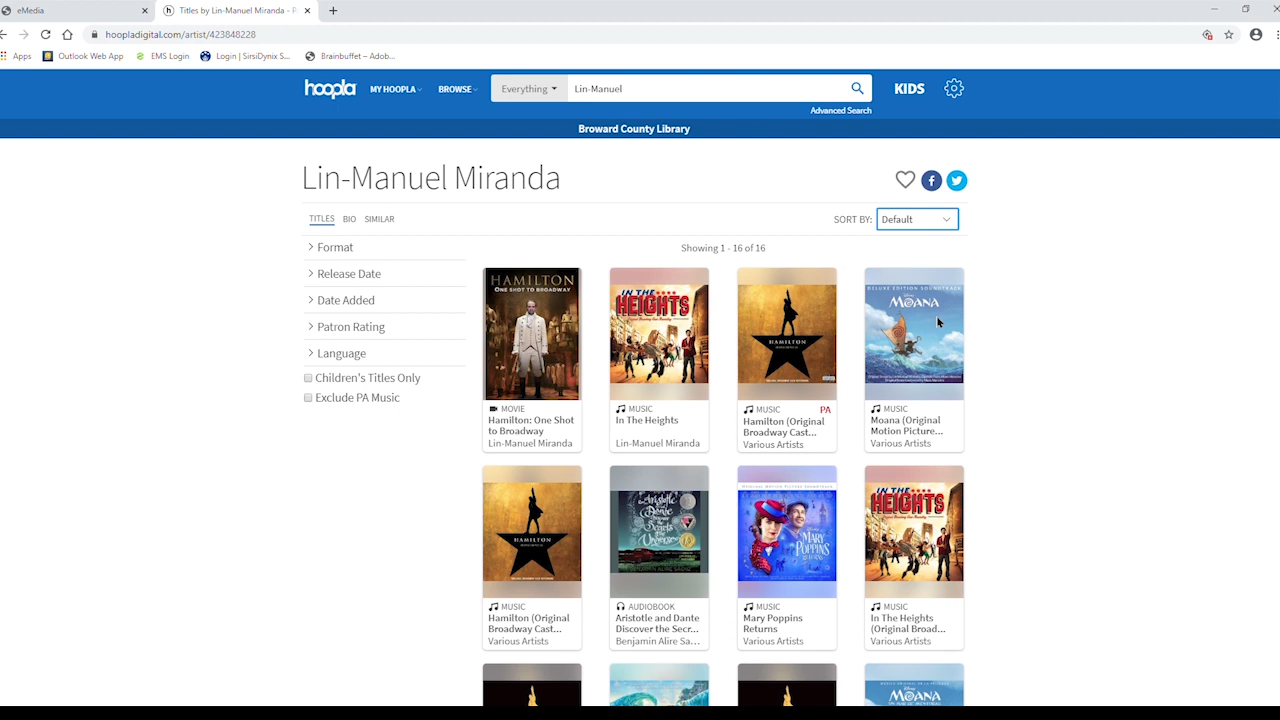 eMedia
Titles by Lin-Manuel Miranda -
hoopladigital.com/artist/423848228
Apps
Outlook Web App
EMS Login
Login | SirsiDynix S...
Brainbuffet – Adob...
hoopla
MY HOOPLA
BROWSE
Everything
Lin-Manuel
KIDS
Advanced Search
Broward County Library
Lin-Manuel Miranda
TITLES
BIO
SIMILAR
SORT BY:
Default
Format
Release Date
Date Added
Patron Rating
Language
Children's Titles Only
Exclude PA Music
Showing 1 - 16 of 16
HAMILTON
ONE SHOT TO BROADWAY
MOVIE
Hamilton: One Shot
to Broadway
Lin-Manuel Miranda
IN THE
HEIGHTS
MUSIC
In The Heights
Lin-Manuel Miranda
HAMILTON
MUSIC
PA
Hamilton (Original
Broadway Cast...
Various Artists
DELUXE EDITION SOUNDTRACK
MOANA
MUSIC
Moana (Original
Motion Picture...
Various Artists
HAMILTON
MUSIC
Hamilton (Original
Broadway Cast...
Various Artists
Aristotle and
Dante
Discover the
Secrets of the
Universe
AUDIOBOOK
Aristotle and Dante
Discover the Secr...
Benjamin Alire Sa...
ORIGINAL MOTION PICTURE SOUNDTRACK
MARY
POPPINS
RETURNS
MUSIC
Mary Poppins
Returns
Various Artists
IN THE
HEIGHTS
MUSIC
In The Heights
(Original Broad...
Various Artists
MOANA